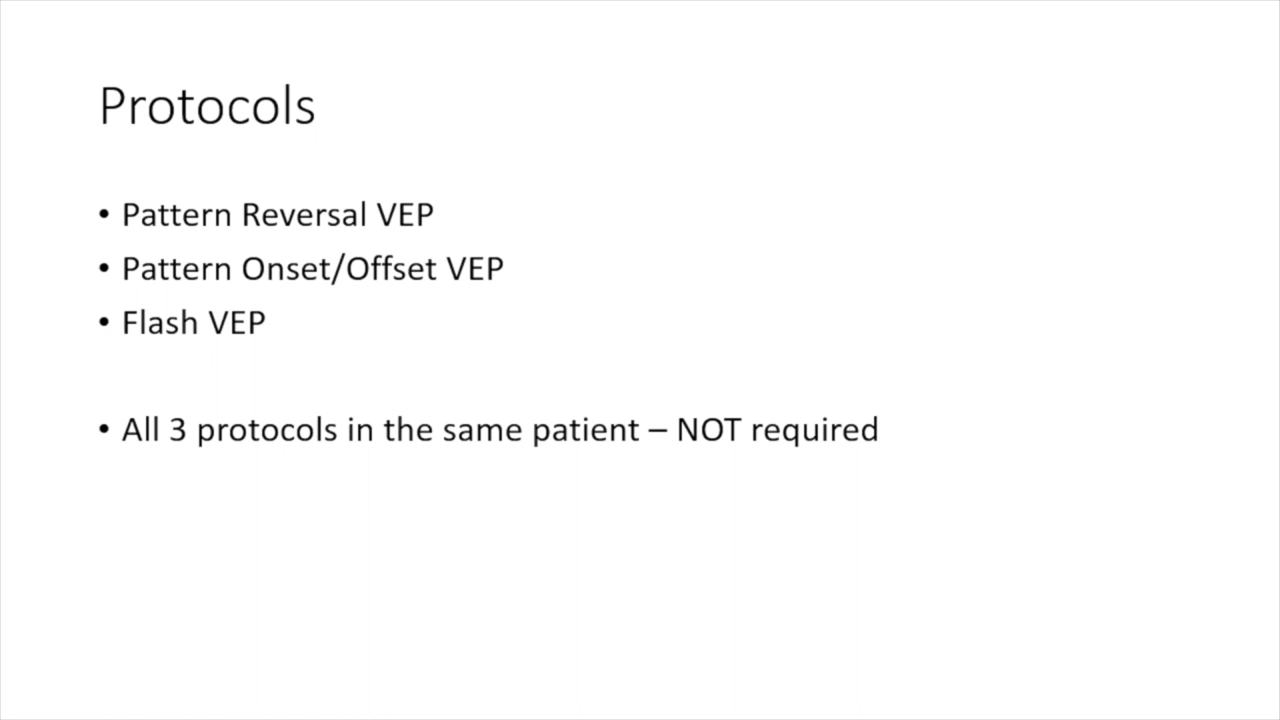 Protocols
• Pattern Reversal VEP
• Pattern Onset/Offset VEP
• Flash VEP
• All 3 protocols in the same patient – NOT required